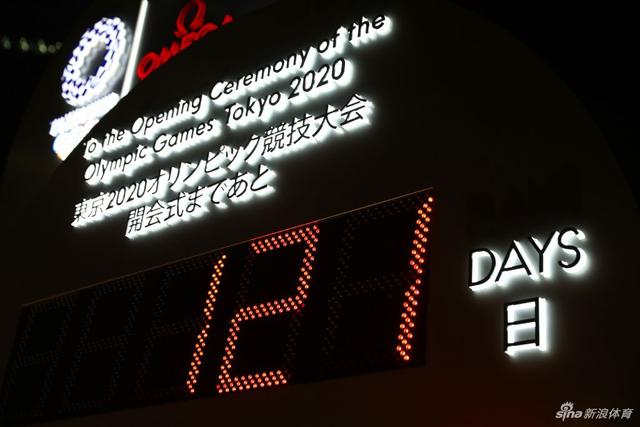 OMEGA
To the Opening Ceremony of the
Olympic Games Tokyo 2020
東京2020オリンピック競技大会
開会式まであと
121
DAYS
日
sina 新浪体育